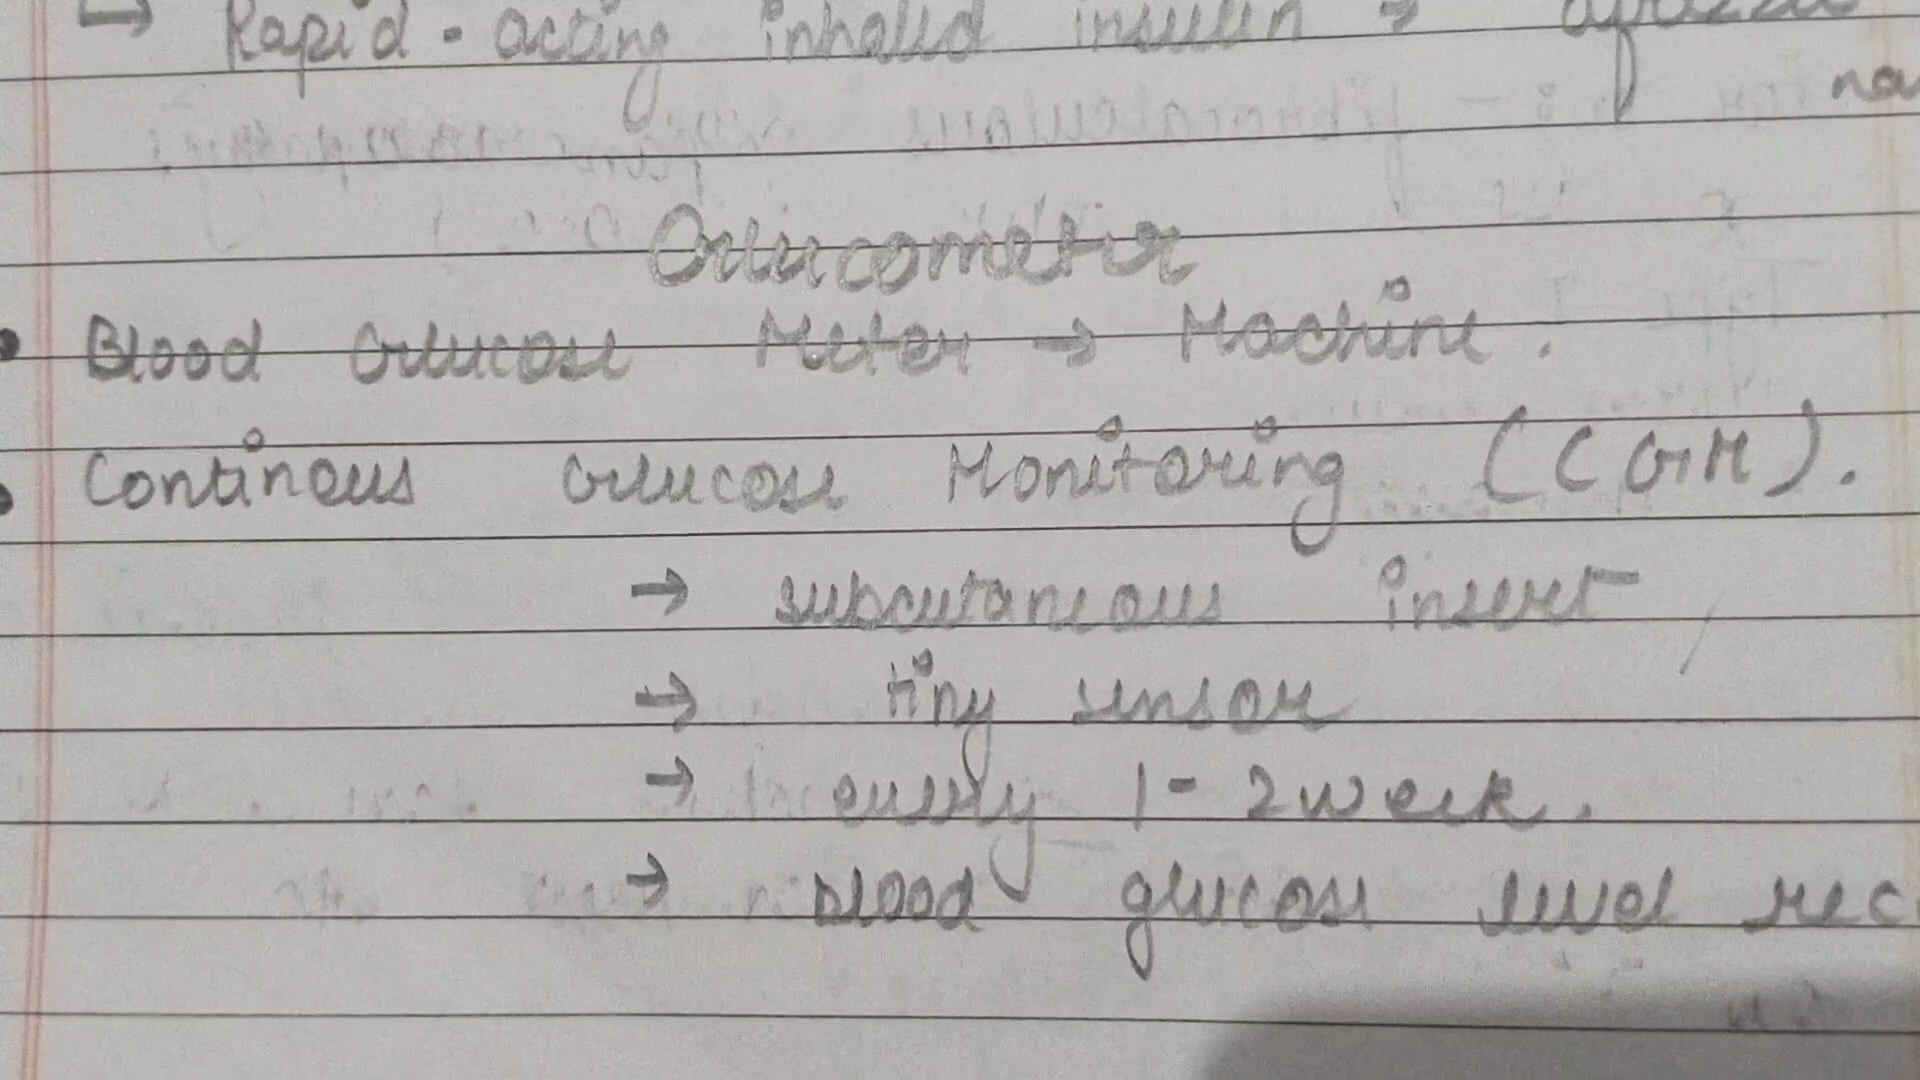 → Rapid-acting inhaled insulin →
Glucometer
• Blood Glucose Meter → Machine.
• Continous Glucose Monitoring (CGM).
→ subcutaneous insert
→ tiny sensor
→ every 1-2 week.
→ blood glucose level rec